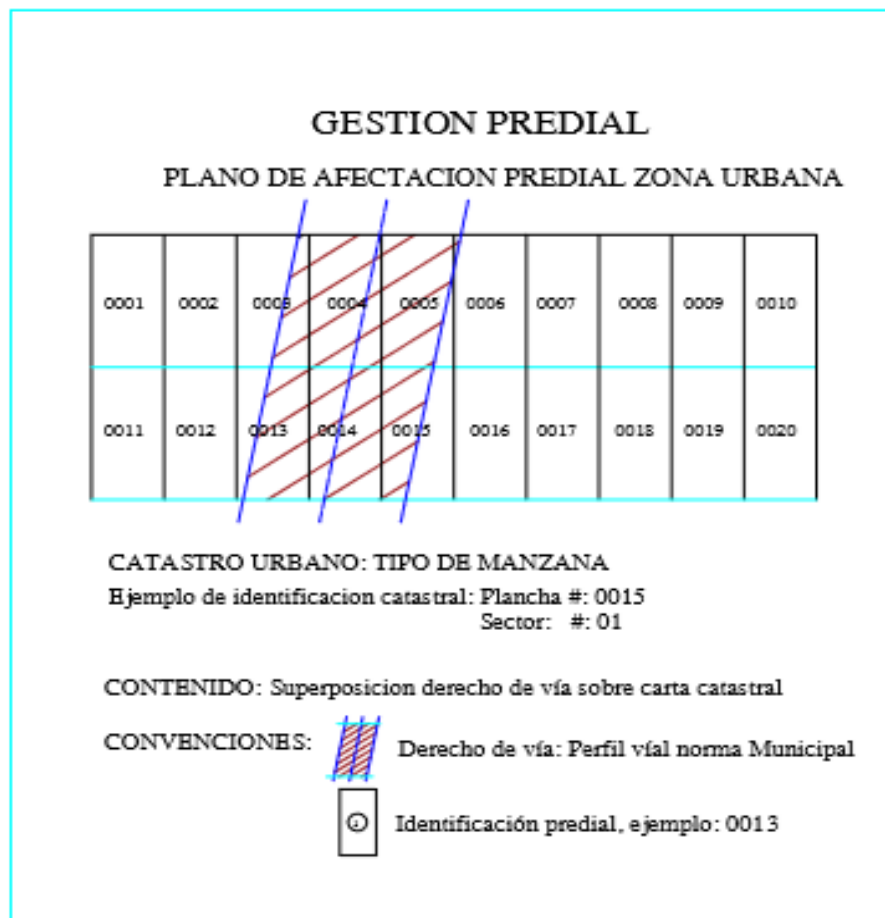 GESTION PREDIAL
PLANO DE AFECTACION PREDIAL ZONA URBANA
0001 0002 0003 0004 0005 0006 0007 0008 0009 0010
0011 0012 0013 0014 0015 0016 0017 0018 0019 0020
CATASTRO URBANO: TIPO DE MANZANA
Ejemplo de identificacion catastral: Plancha #: 0015
Sector: #: 01
CONTENIDO: Superposicion derecho de vía sobre carta catastral
CONVENCIONES:
Derecho de vía: Perfil víal norma Municipal
Identificación predial, ejemplo: 0013